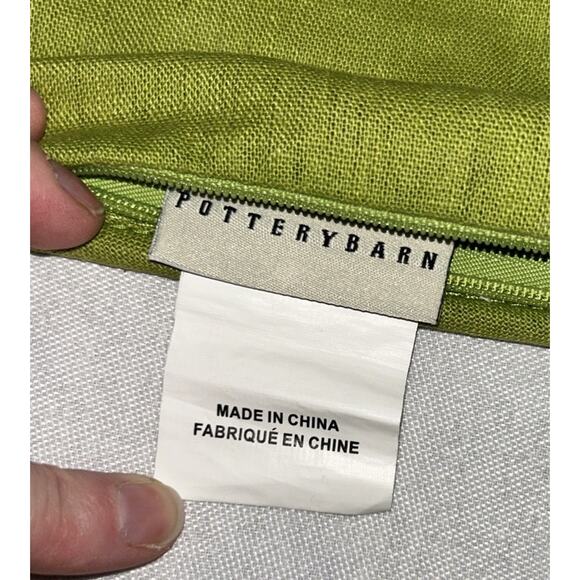 POTTERYBARN
MADE IN CHINA
FABRIQUÉ EN CHINE